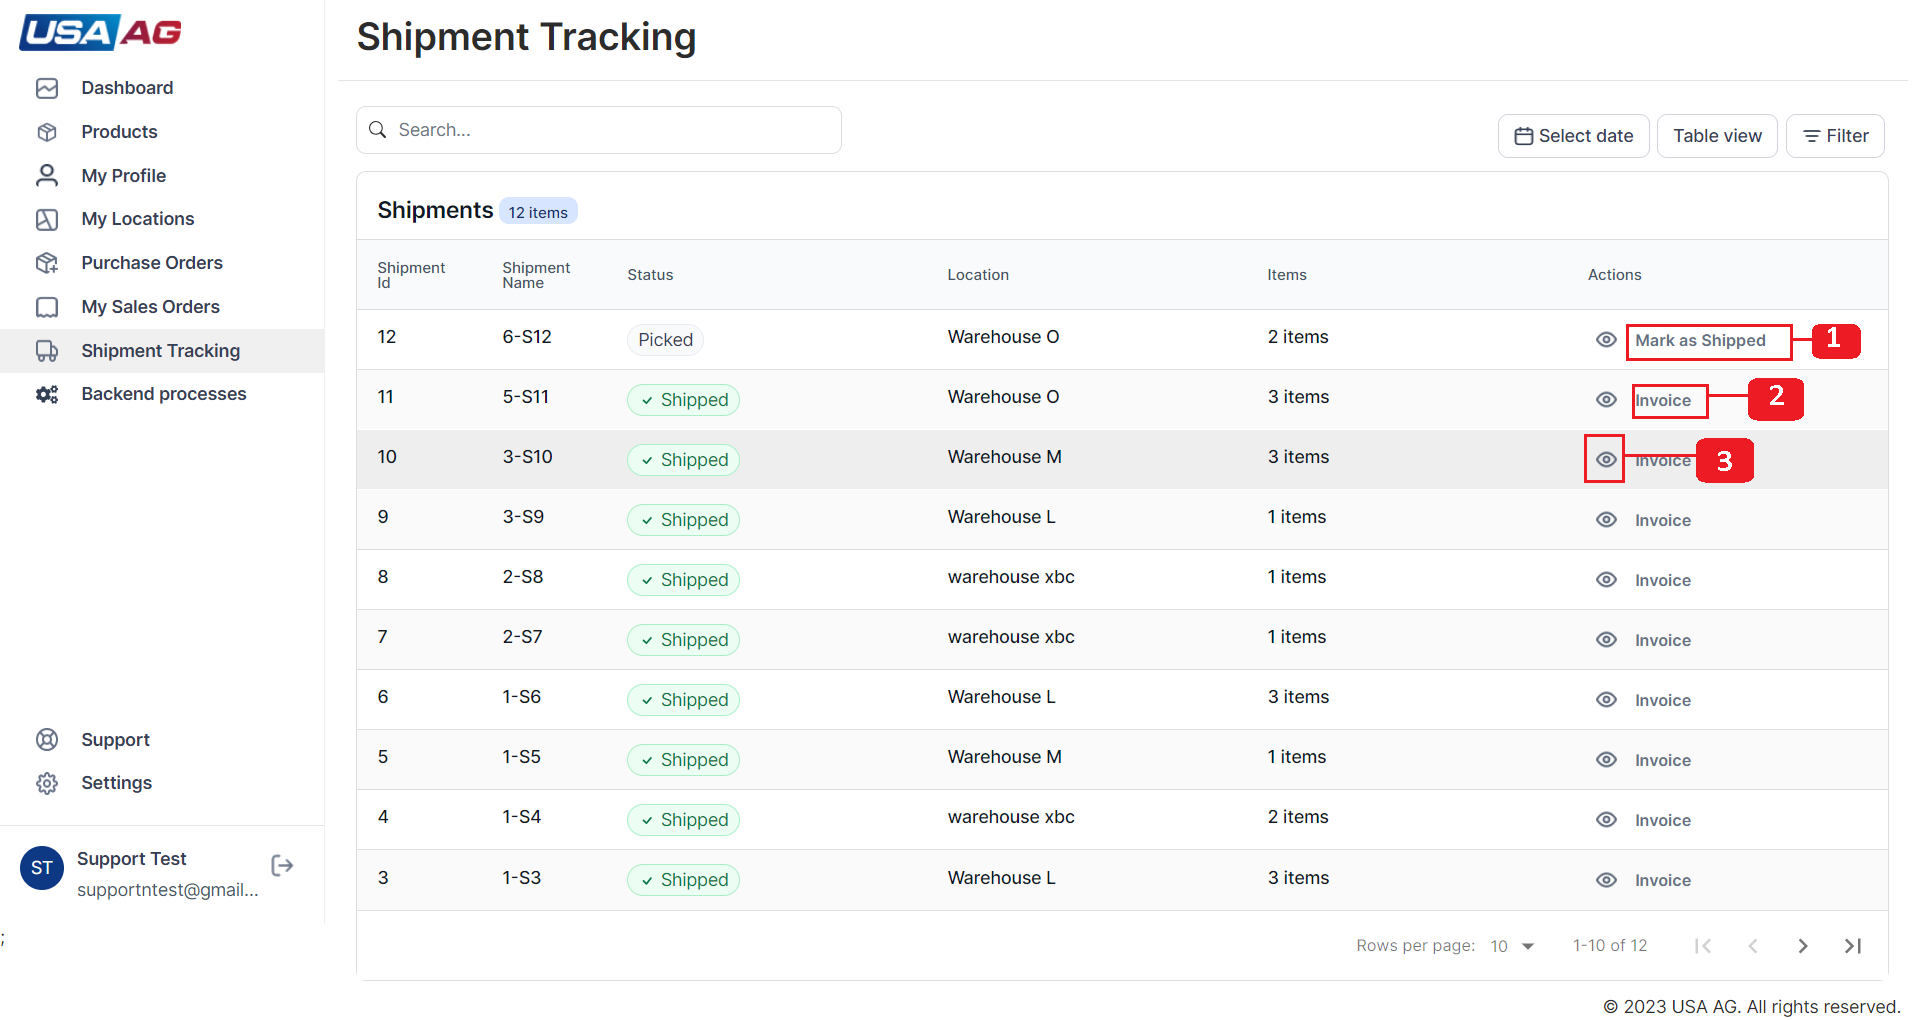 USA AG
Dashboard
Products
My Profile
My Locations
Purchase Orders
My Sales Orders
Shipment Tracking
Backend processes
Support
Settings
ST
Support Test
supportntest@gmail...
;
Shipment Tracking
Search...
Select date
Table view
Filter
Shipments 12 items
Shipment Id Shipment Name Status Location Items Actions
12 6-S12 Picked Warehouse O 2 items Mark as Shipped 1
11 5-S11 Shipped Warehouse O 3 items Invoice 2
10 3-S10 Shipped Warehouse M 3 items Invoice 3
9 3-S9 Shipped Warehouse L 1 items Invoice
8 2-S8 Shipped warehouse xbc 1 items Invoice
7 2-S7 Shipped warehouse xbc 1 items Invoice
6 1-S6 Shipped Warehouse L 3 items Invoice
5 1-S5 Shipped Warehouse M 1 items Invoice
4 1-S4 Shipped warehouse xbc 2 items Invoice
3 1-S3 Shipped Warehouse L 3 items Invoice
Rows per page: 10 1-10 of 12
© 2023 USA AG. All rights reserved.